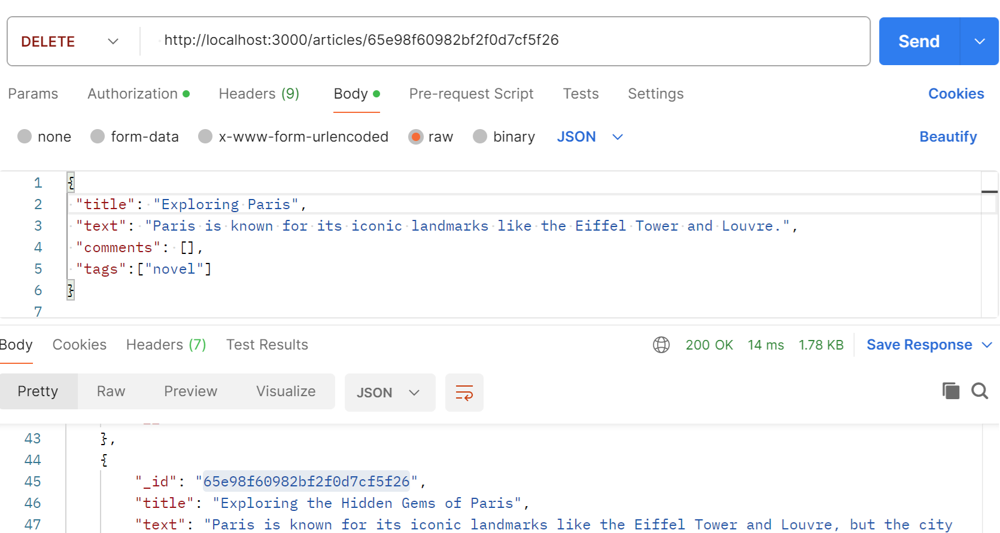 DELETE http://localhost:3000/articles/65e98f60982bf2f0d7cf5f26 Send
Params Authorization Headers (9) Body Pre-request Script Tests Settings Cookies
none form-data x-www-form-urlencoded raw binary JSON Beautify
1 {
2 "title": "Exploring Paris",
3 "text": "Paris is known for its iconic landmarks like the Eiffel Tower and Louvre.",
4 "comments": [],
5 "tags":["novel"]
6 }
7
Body Cookies Headers (7) Test Results 200 OK 14 ms 1.78 KB Save Response
Pretty Raw Preview Visualize JSON
43 },
44 {
45 "_id": "65e98f60982bf2f0d7cf5f26",
46 "title": "Exploring the Hidden Gems of Paris",
47 "text": "Paris is known for its iconic landmarks like the Eiffel Tower and Louvre, but the city